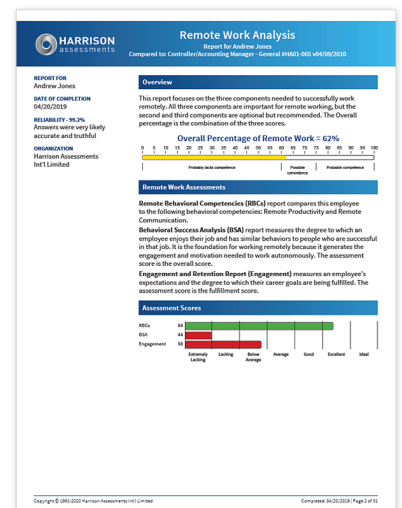 HARRISON
assessments
Remote Work Analysis
Report for Andrew Jones
Compared to: Controller/Accounting Manager - General #HA01-005 v04/09/2010
REPORT FOR
Andrew Jones
DATE OF COMPLETION
04/20/2019
RELIABILITY - 99.2%
Answers were very likely
accurate and truthful
ORGANIZATION
Harrison Assessments
Int'l Limited
Overview
This report focuses on the three components needed to successfully work
remotely. All three components are important for remote working, but the
second and third components are optional but recommended. The Overall
percentage is the combination of the three scores.
Overall Percentage of Remote Work = 62%
0 5 10 15 20 25 30 35 40 45 50 55 60 65 70 75 80 85 90 95 100
Probably lacks competence
Possible
competence
Probable competence
Remote Work Assessments
Remote Behavioral Competencies (RBCs) report compares this employee
to the following behavioral competencies: Remote Productivity and Remote
Communication.
Behavioral Success Analysis (BSA) report measures the degree to which an
employee enjoys their job and has similar behaviors to people who are successful
in that job. It is the foundation for working remotely because it generates the
engagement and motivation needed to work autonomously. The assessment
score is the overall score.
Engagement and Retention Report (Engagement) measures an employee's
expectations and the degree to which their career goals are being fulfilled. The
assessment score is the fulfillment score.
Assessment Scores
RBCs 84
BSA 44
Engagement 58
Extremely
Lacking
Lacking
Below
Average
Average
Good
Excellent
Ideal
Copyright © 1991-2020 Harrison Assessments Int'l Limited
Completed: 04/20/2019 | Page 2 of 51